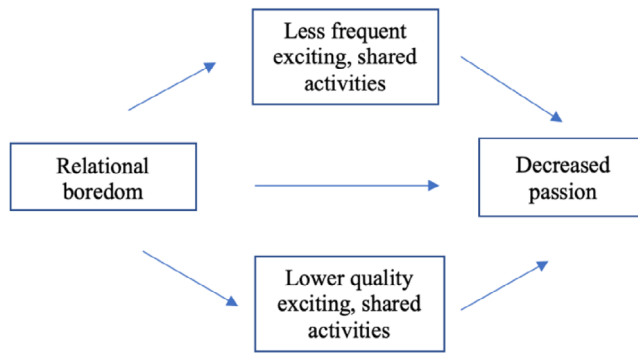 Less frequent
exciting, shared
activities
Relational
boredom
Decreased
passion
Lower quality
exciting, shared
activities